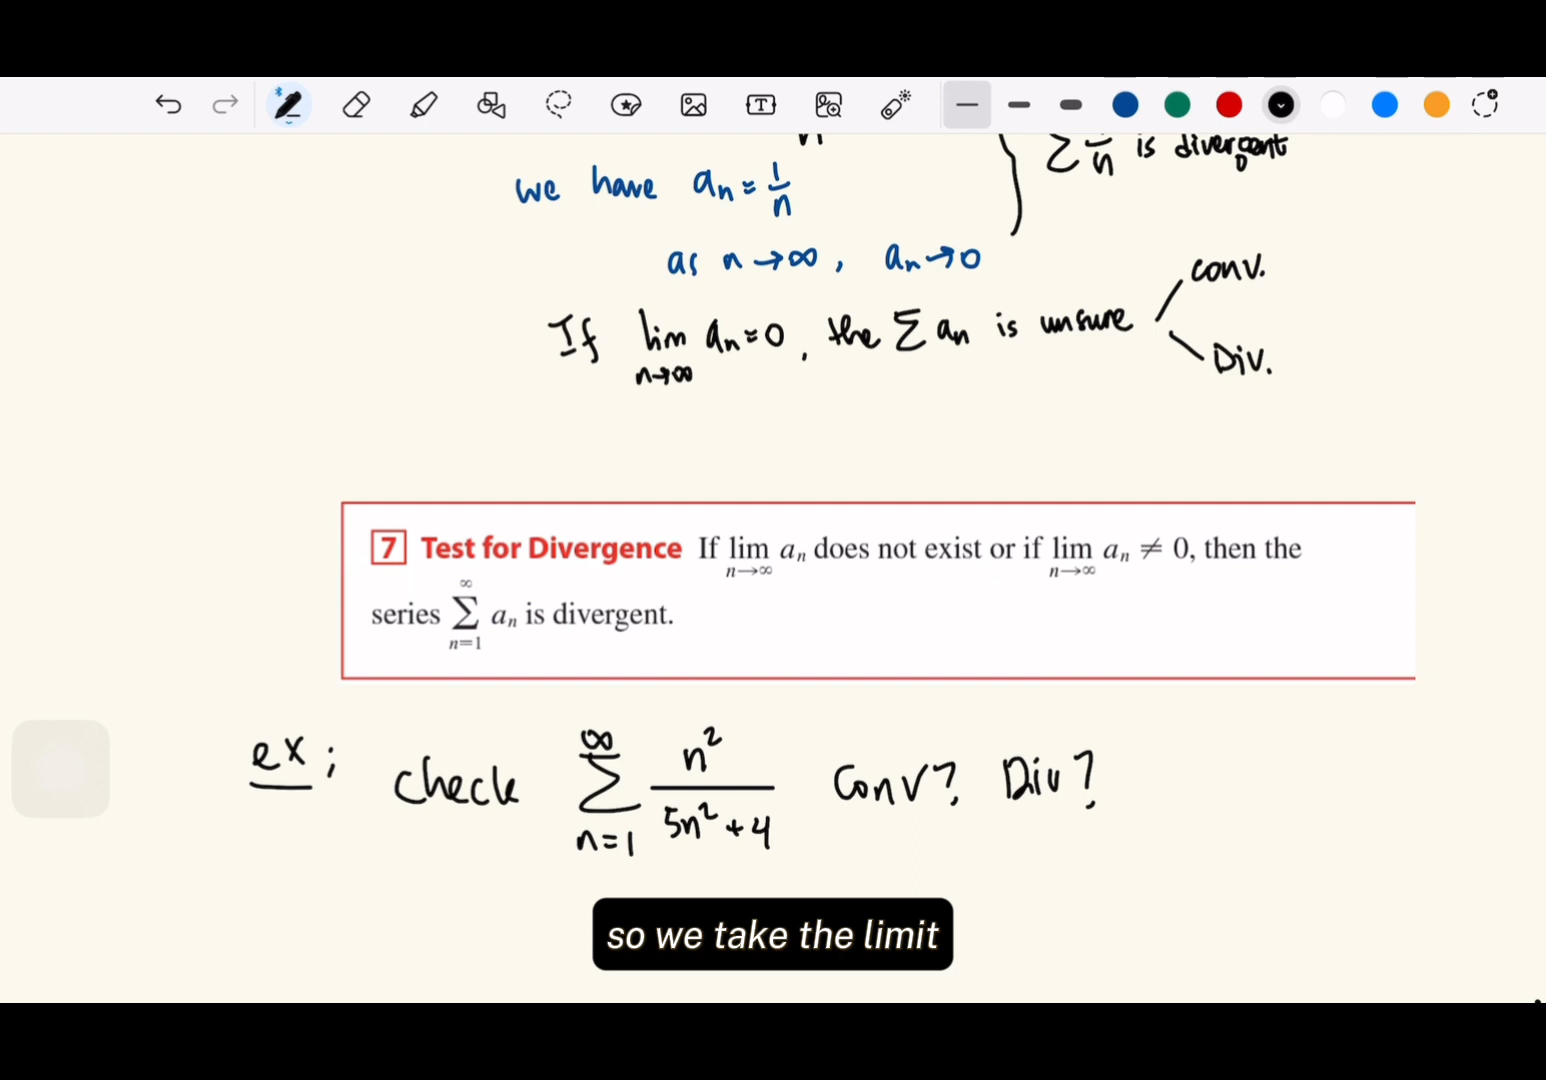 n
Σ 1/n is divergent
we have aₙ = 1/n
as n→∞, aₙ→0
conv.
If lim n→∞ aₙ = 0, the Σ aₙ is unsure
Div.
7 Test for Divergence If lim n→∞ aₙ does not exist or if lim n→∞ aₙ ≠ 0, then the
series ∞ Σ n=1 aₙ is divergent.
ex; check ∞ Σ n=1 n²/(5n²+4) Conv? Div?
so we take the limit